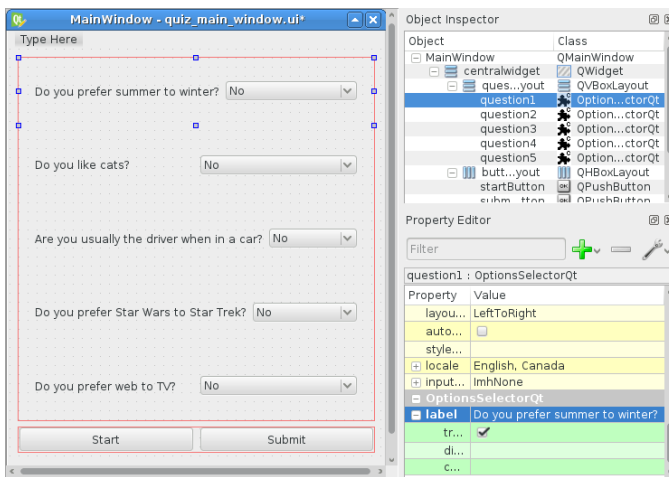 MainWindow - quiz_main_window.ui*
Type Here
Do you prefer summer to winter? No
Do you like cats? No
Are you usually the driver when in a car? No
Do you prefer Star Wars to Star Trek? No
Do you prefer web to TV? No
Start Submit
Object Inspector
Object Class
MainWindow QMainWindow
centralwidget QWidget
ques...yout QVBoxLayout
question1 Option...ctorQt
question2 Option...ctorQt
question3 Option...ctorQt
question4 Option...ctorQt
question5 Option...ctorQt
butt...yout QHBoxLayout
startButton QPushButton
subm...tton QPushButton
Property Editor
Filter
question1 : OptionsSelectorQt
Property Value
layou... LeftToRight
auto...
style...
locale English, Canada
input... ImhNone
OptionsSelectorQt
label Do you prefer summer to winter?
tr...
di...
c...